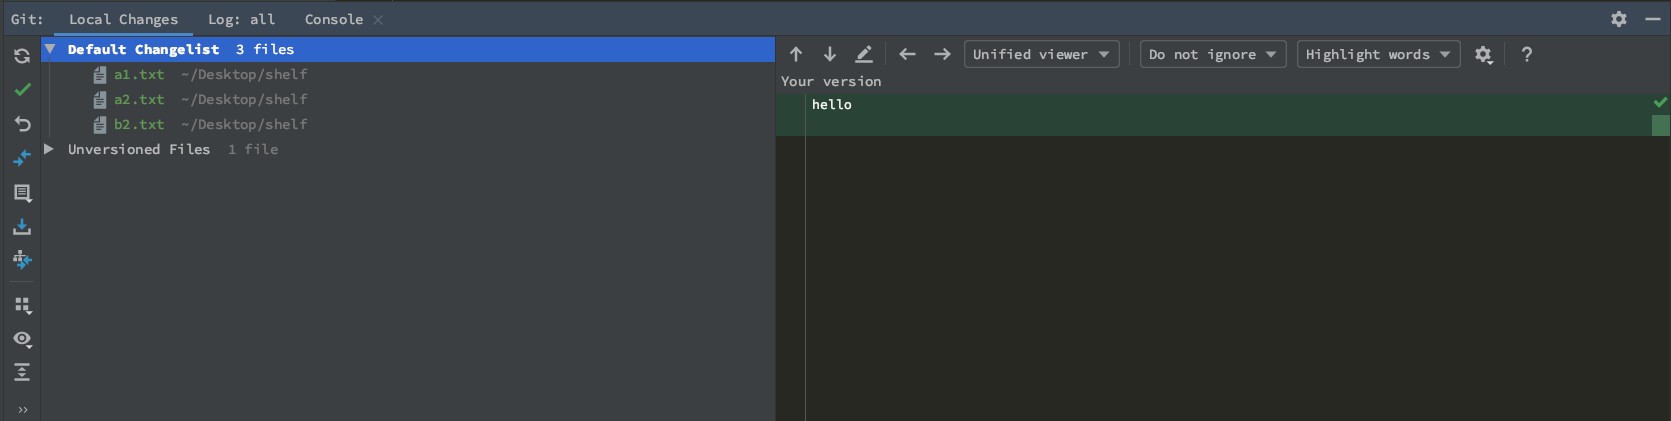 Git: Local Changes Log: all Console
Default Changelist 3 files
a1.txt ~/Desktop/shelf
a2.txt ~/Desktop/shelf
b2.txt ~/Desktop/shelf
Unversioned Files 1 file
Unified viewer Do not ignore Highlight words ?
Your version
hello